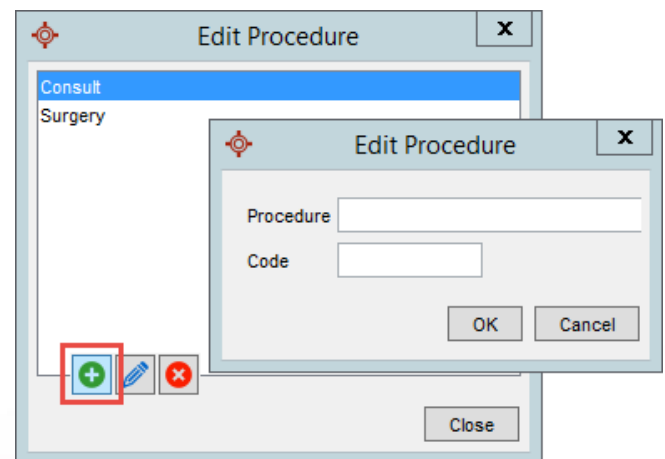 Edit Procedure
x
Consult
Surgery
Edit Procedure
x
Procedure
Code
OK
Cancel
Close